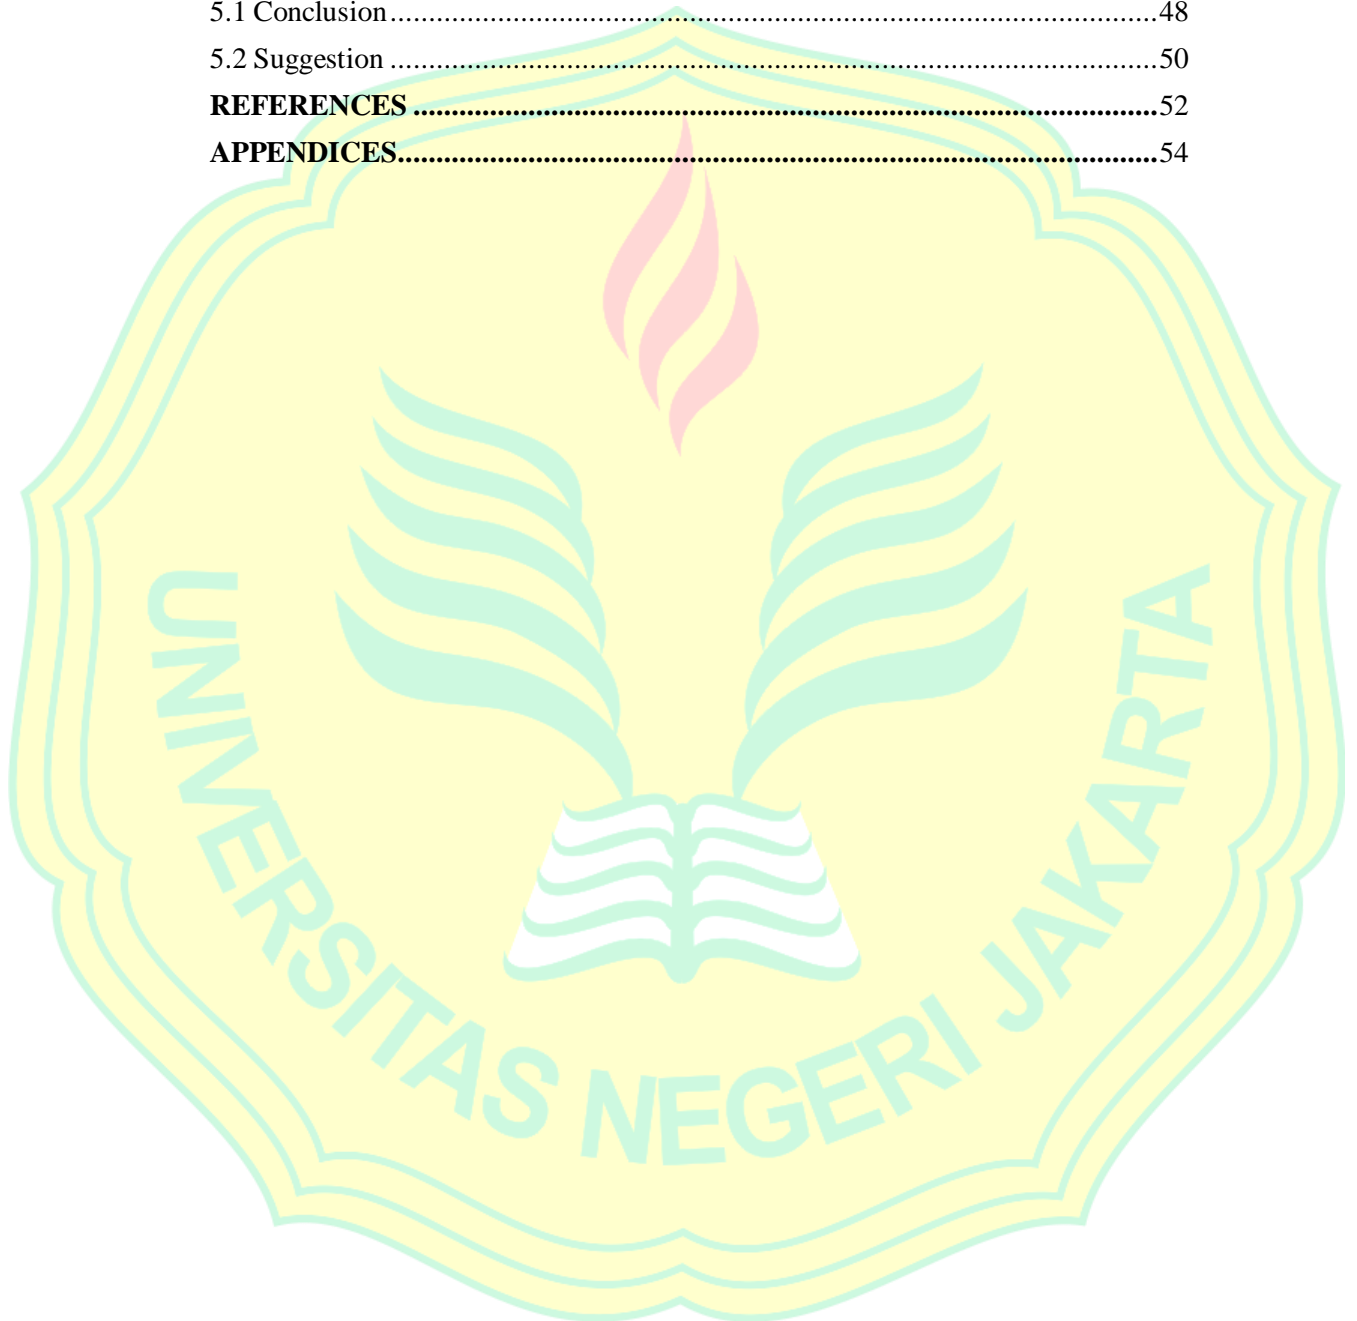 5.1 Conclusion.....................................................................................................................48
5.2 Suggestion .....................................................................................................................50
REFERENCES .................................................................................................................52
APPENDICES...................................................................................................................54
UNIVERSITAS NEGERI JAKARTA